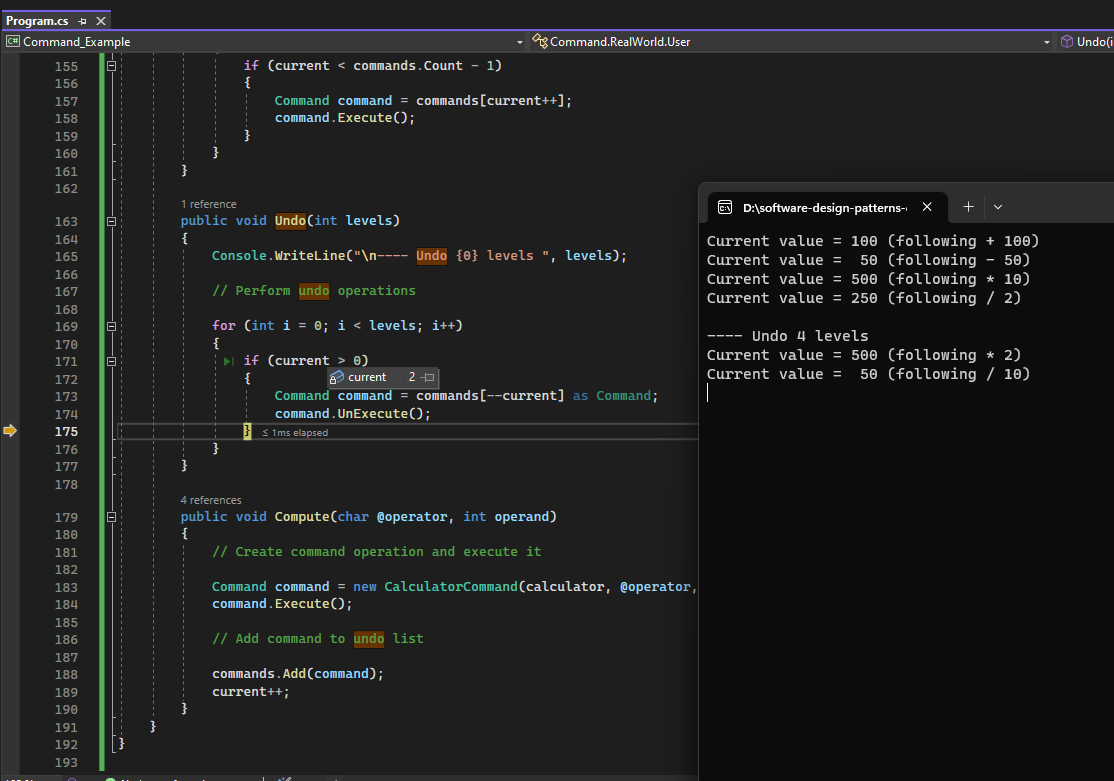 Program.cs
C# Command_Example
Command.RealWorld.User
Undo(i
155 if (current < commands.Count - 1)
156 {
157 Command command = commands[current++];
158 command.Execute();
159 }
160 }
161 }
162
1 reference
163 public void Undo(int levels)
164 {
165 Console.WriteLine("\n---- Undo {0} levels ", levels);
166
167 // Perform undo operations
168
169 for (int i = 0; i < levels; i++)
170 {
171 if (current > 0)
current 2
172 {
173 Command command = commands[--current] as Command;
174 command.UnExecute();
175 } ≤ 1ms elapsed
176 }
177 }
178
4 references
179 public void Compute(char @operator, int operand)
180 {
181 // Create command operation and execute it
182
183 Command command = new CalculatorCommand(calculator, @operator,
184 command.Execute();
185
186 // Add command to undo list
187
188 commands.Add(command);
189 current++;
190 }
191 }
192 }
193
D:\software-design-patterns-
Current value = 100 (following + 100)
Current value =  50 (following - 50)
Current value = 500 (following * 10)
Current value = 250 (following / 2)
---- Undo 4 levels
Current value = 500 (following * 2)
Current value =  50 (following / 10)